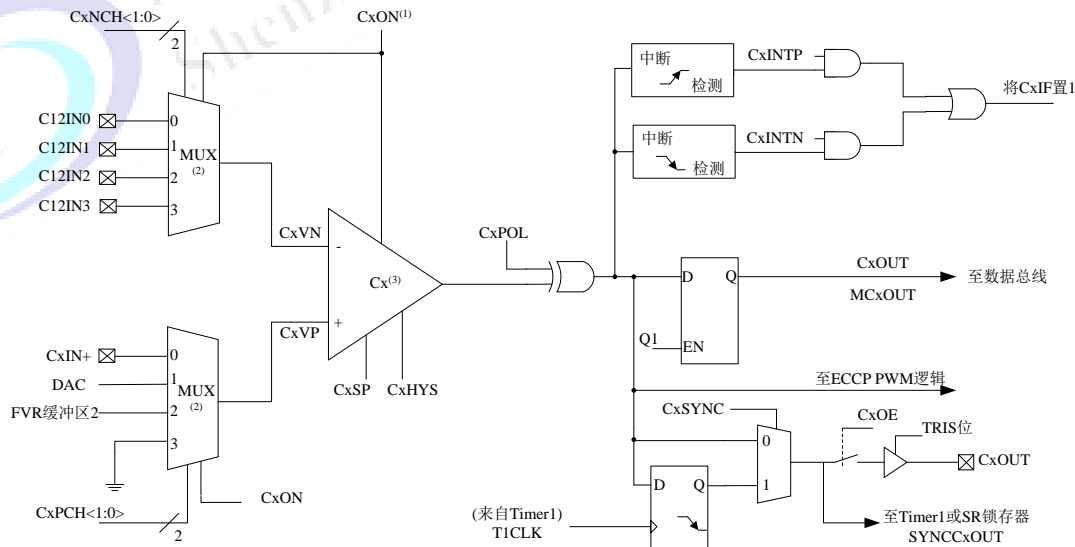 CxNCH<1:0>
2
CxON(1)
C12IN0
C12IN1
C12IN2
C12IN3
0
1
2
3
MUX
(2)
CxVN
-
Cx(3)
+
CxVP
CxSP
CxHYS
CxIN+
DAC
FVR缓冲区2
0
1
2
3
MUX
(2)
CxON
CxPCH<1:0>
2
CxPOL
中断
检测
CxINTP
中断
检测
CxINTN
将CxIF置1
D
Q
Q1
EN
CxOUT
MCxOUT
至数据总线
至ECCP PWM逻辑
CxSYNC
0
1
CxOE
TRIS位
CxOUT
D
Q
(来自Timer1)
T1CLK
至Timer1或SR锁存器
SYNCCxOUT